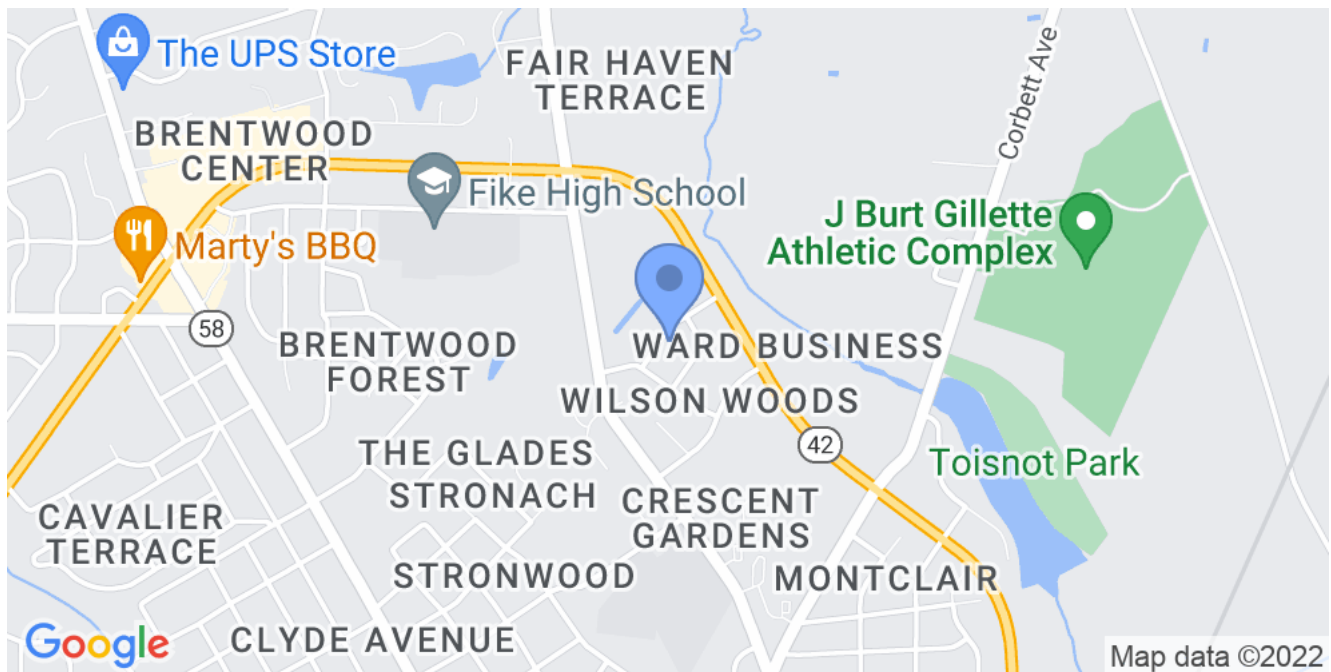 The UPS Store
FAIR HAVEN
TERRACE
Corbett Ave
BRENTWOOD
CENTER
Fike High School
J Burt Gillette
Athletic Complex
Marty's BBQ
58
BRENTWOOD
FOREST
WARD BUSINESS
WILSON WOODS
42
THE GLADES
STRONACH
Toisnot Park
CRESCENT
GARDENS
CAVALIER
TERRACE
STRONWOOD
MONTCLAIR
Google
CLYDE AVENUE
Map data ©2022